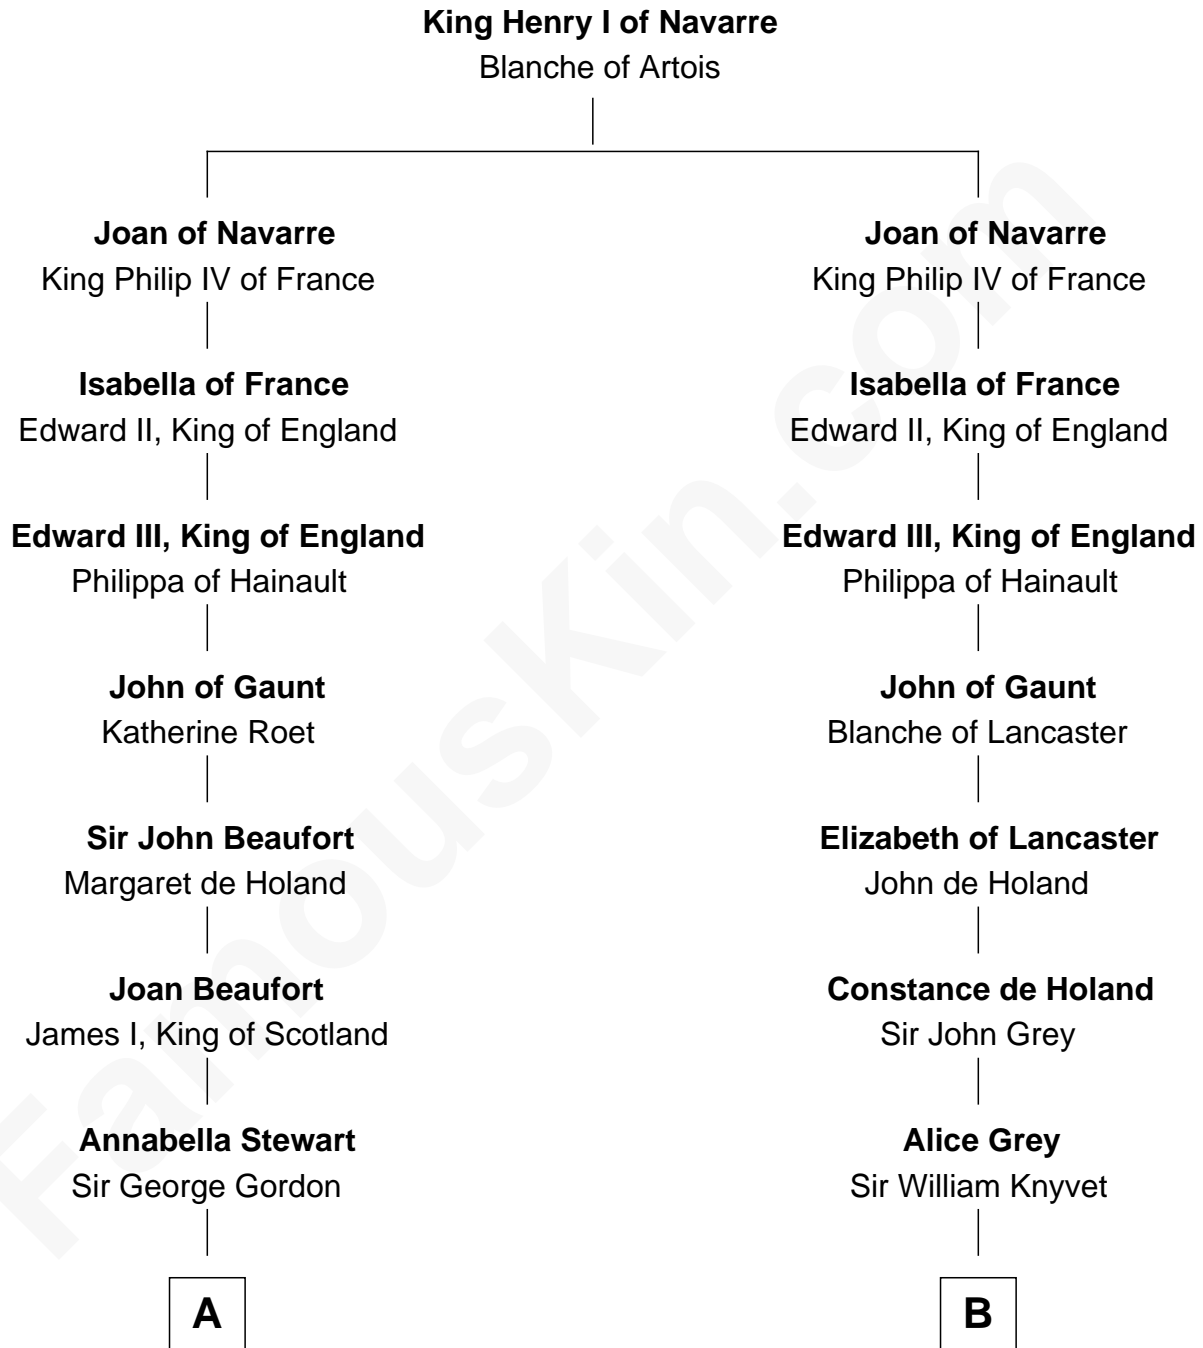 King Henry I of Navarre
Blanche of Artois
Joan of Navarre
King Philip IV of France
Joan of Navarre
King Philip IV of France
Isabella of France
Edward II, King of England
Isabella of France
Edward II, King of England
Edward III, King of England
Philippa of Hainault
Edward III, King of England
Philippa of Hainault
John of Gaunt
Katherine Roet
John of Gaunt
Blanche of Lancaster
Sir John Beaufort
Margaret de Holand
Elizabeth of Lancaster
John de Holand
Joan Beaufort
James I, King of Scotland
Constance de Holand
Sir John Grey
Annabella Stewart
Sir George Gordon
Alice Grey
Sir William Knyvet
A
B
FamousKin.com